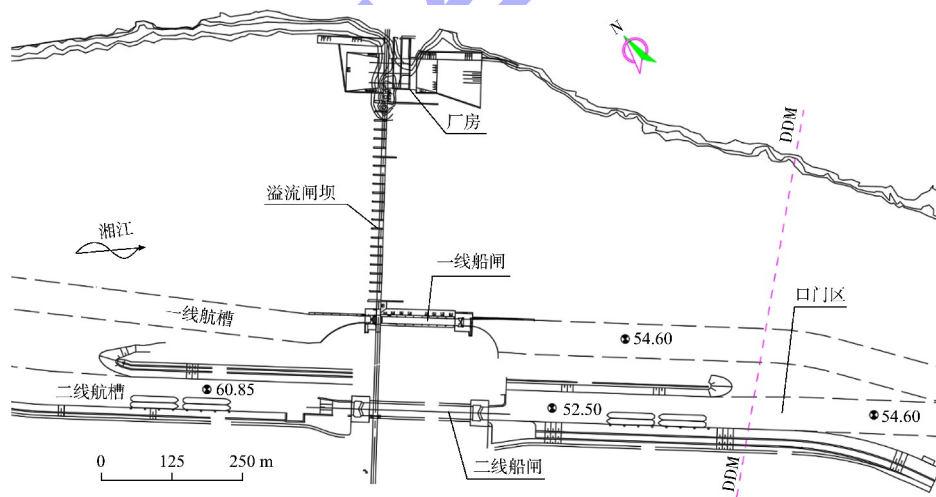 N
DDM
厂房
溢流闸坝
湘江
一线船闸
口门区
一线航槽
54.60
二线航槽
60.85
52.50
54.60
0 125 250 m
二线船闸
DDM